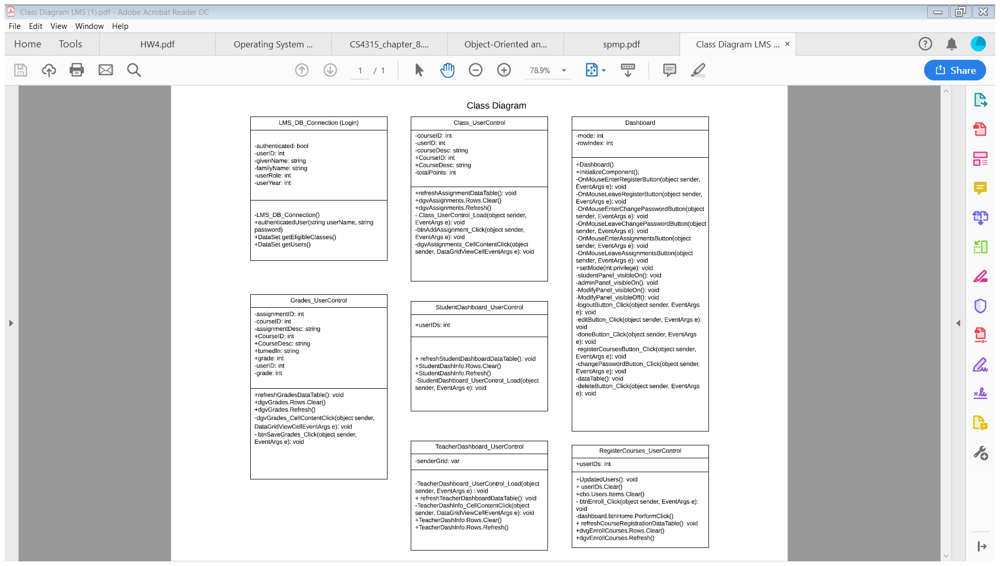 Class Diagram LMS (1).pdf - Adobe Acrobat Reader DC
File Edit View Window Help
Home Tools HW4.pdf Operating System ... CS4315_chapter_8.... Object-Oriented an... spmp.pdf Class Diagram LMS ... ×
1 / 1 78.9% Share
Class Diagram
LMS_DB_Connection (Login)
-authenticated: bool
-userID: int
-givenName: string
-familyName: string
-userRole: int
-userYear: int
-LMS_DB_Connection()
+authenticatedUser(string userName, string
password)
+DataSet getEligibleClasses()
+DataSet getUsers()
Class_UserControl
-courseID: int
-userID: int
-courseDesc: string
+CourseID: int
+CourseDesc: string
-totalPoints: int
+refreshAssignmentDataTable(): void
+dgvAssignments.Rows.Clear()
+dgvAssignments.Refresh()
- Class_UserControl_Load(object sender,
EventArgs e): void
-btnAddAssignment_Click(object sender,
EventArgs e): void
-dgvAssignments_CellContentClick(object
sender, DataGridViewCellEventArgs e): void
Dashboard
-mode: int
-rowIndex: int
+Dashboard()
+InitializeComponent();
-OnMouseEnterRegisterButton(object sender,
EventArgs e): void
-OnMouseLeaveRegisterButton(object sender,
EventArgs e): void
-OnMouseEnterChangePasswordButton(object
sender, EventArgs e): void
-OnMouseLeaveChangePasswordButton(object
sender, EventArgs e): void
-OnMouseEnterAssignmentsButton(object
sender, EventArgs e): void
-OnMouseLeaveAssignmentsButton(object
sender, EventArgs e): void
+setMode(int privilege): void
-studentPanel_visibleOn(): void
-adminPanel_visibleOn(): void
-ModifyPanel_visibleOn(): void
-ModifyPanel_visibleOff(): void
-logoutButton_Click(object sender, EventArgs
e): void
-editButton_Click(object sender, EventArgs e):
void
-doneButton_Click(object sender, EventArgs
e): void
-registerCoursesButton_Click(object sender,
EventArgs e): void
-changePasswordButton_Click(object sender,
EventArgs e): void
-dataTable(): void
-deleteButton_Click(object sender, EventArgs
e): void
Grades_UserControl
-assignmentID: int
-courseID: int
-assignmentDesc: string
+CourseID: int
+CourseDesc: string
+turnedIn: string
+grade: int
-userID: int
-grade: int
+refreshGradesDataTable(): void
+dgvGrades.Rows.Clear()
+dgvGrades.Refresh()
-dgvGrades_CellContentClick(object sender,
DataGridViewCellEventArgs e): void
- btnSaveGrades_Click(object sender,
EventArgs e): void
StudentDashboard_UserControl
+userIDs: int
+ refreshStudentDashboardDataTable(): void
+StudentDashInfo.Rows.Clear()
+StudentDashInfo.Refresh()
-StudentDashboard_UserControl_Load(object
sender, EventArgs e): void
TeacherDashboard_UserControl
-senderGrid: var
-TeacherDashboard_UserControl_Load(object
sender, EventArgs e) : void
+ refreshTeacherDashboardDataTable(): void
-TeacherDashInfo_CellContentClick(object
sender, DataGridViewCellEventArgs e): void
+TeacherDashInfo.Rows.Clear()
+TeacherDashInfo.Rows.Refresh()
RegisterCourses_UserControl
+userIDs: int
+UpdatedUsers(): void
+ userIDs.Clear()
+cbo.Users.Items.Clear()
- btnEnroll_Click(object sender, EventArgs e):
void
-dashboard.btnHome.PerformClick()
+ refreshCourseRegistrationDataTable(): void
+dvgEnrollCourses.Rows.Clear()
+dgvEnrollCourses.Refresh()